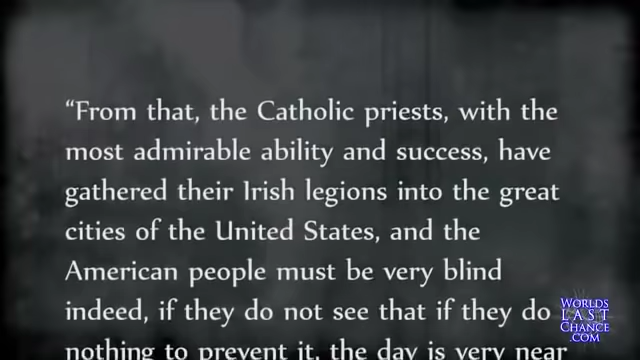 “From that, the Catholic priests, with the
most admirable ability and success, have
gathered their Irish legions into the great
cities of the United States, and the
American people must be very blind
indeed, if they do not see that if they do
nothing to prevent it, the day is very near
WORLDS
LAST
CHANCE
.COM